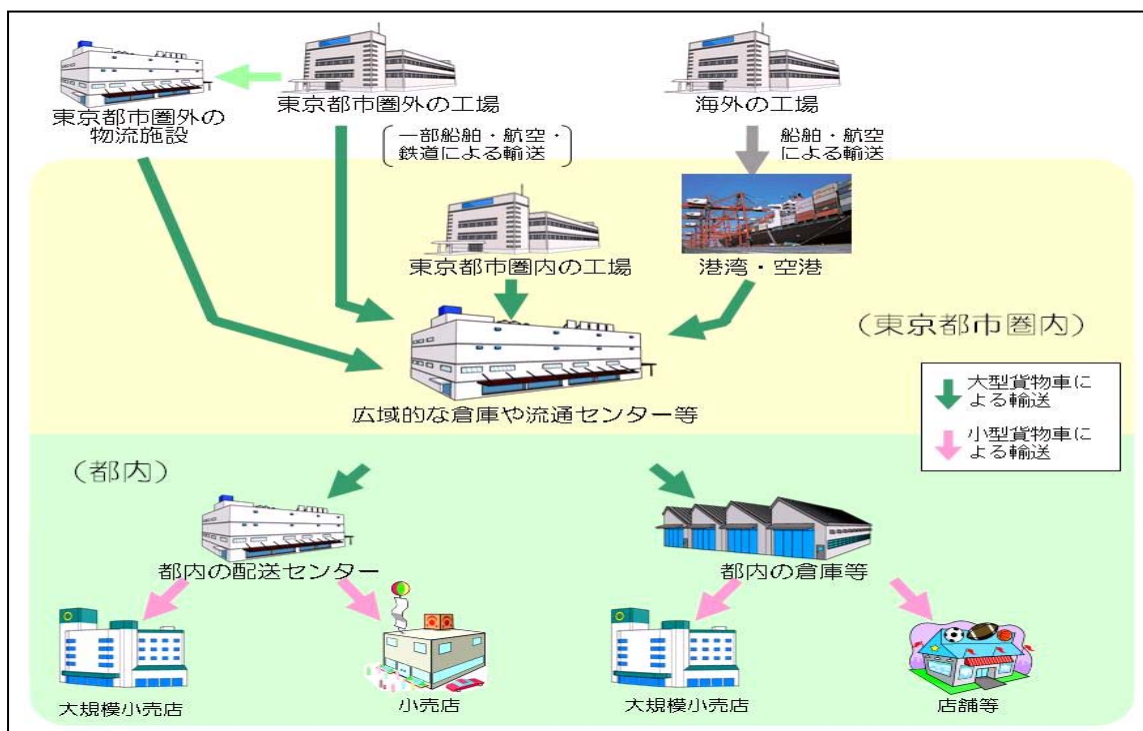 東京都市圏外の
物流施設
東京都市圏外の工場
海外の工場
一部船舶・航空・
鉄道による輸送
船舶・航空
による輸送
東京都市圏内の工場
港湾・空港
(東京都市圏内)
広域的な倉庫や流通センター等
大型貨物車に
よる輸送
小型貨物車に
よる輸送
(都内)
都内の配送センター
都内の倉庫等
大規模小売店
小売店
大規模小売店
店舗等